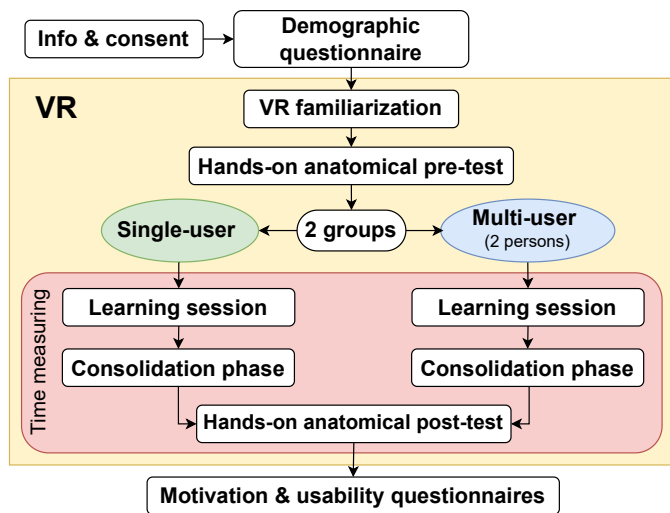 Info & consent
Demographic
questionnaire
VR
VR familiarization
Hands-on anatomical pre-test
Single-user
2 groups
Multi-user
(2 persons)
Time measuring
Learning session
Learning session
Consolidation phase
Consolidation phase
Hands-on anatomical post-test
Motivation & usability questionnaires